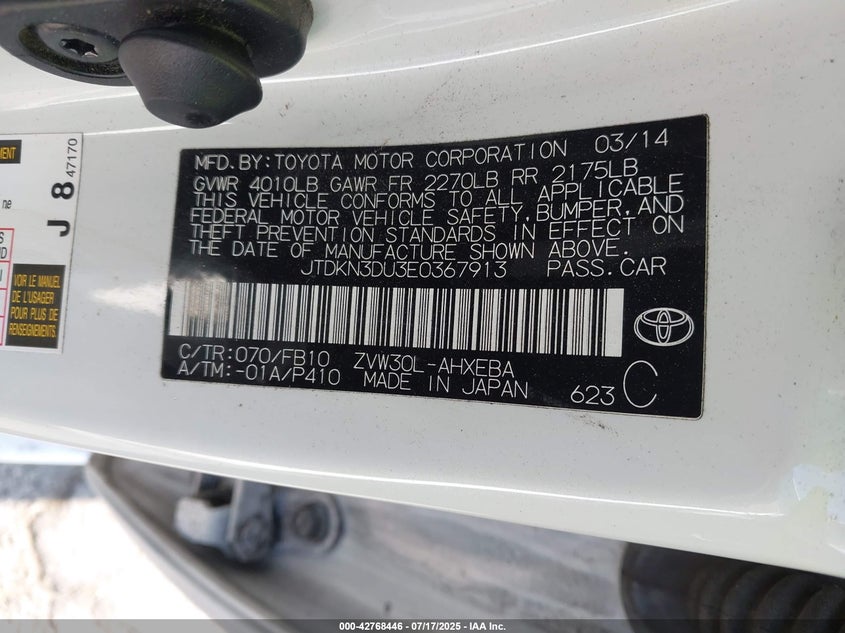 MFD.BY:TOYOTA MOTOR CORPORATION 03/14
GVWR 4010LB GAWR FR 2270LB RR 2175LB
THIS VEHICLE CONFORMS TO ALL APPLICABLE
FEDERAL MOTOR VEHICLE SAFETY,BUMPER,AND
THEFT PREVENTION STANDARDS IN EFFECT ON
THE DATE OF MANUFACTURE SHOWN ABOVE.
JTDKN3DU3E0367913 PASS.CAR
C/TR:070/FB10 ZVW30L-AHXEBA
A/TM:-01A/P410 MADE IN JAPAN
623 C
J 8 47170
VOIR LE MANUEL
DE L'USAGER
POUR PLUS DE
RENSEIGNEMENTS.
000-42768446 - 07/17/2025 - IAA Inc.